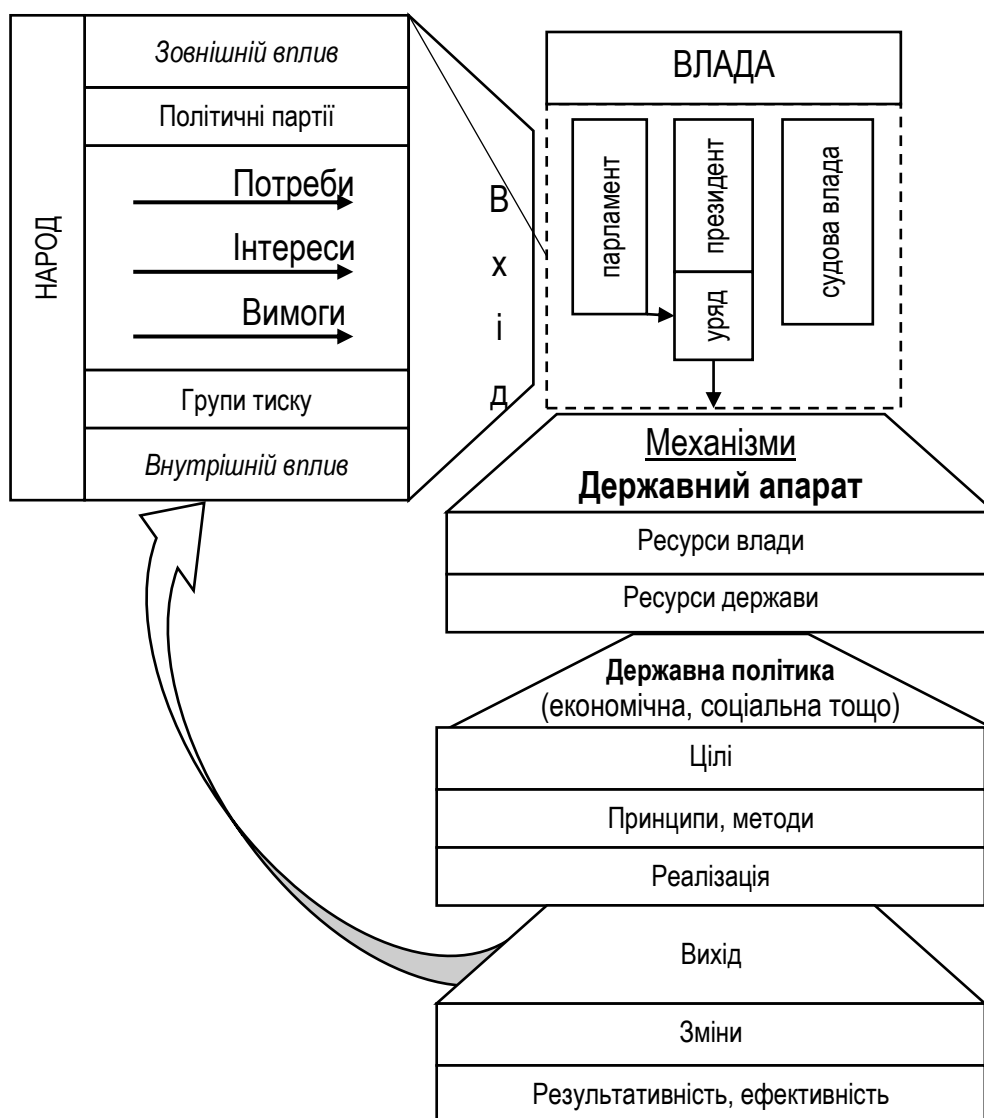 НАРОД
Зовнішній вплив
Політичні партії
Потреби
Інтереси
Вимоги
Групи тиску
Внутрішній вплив
В
х
і
д
ВЛАДА
парламент
президент
уряд
судова влада
Механізми
Державний апарат
Ресурси влади
Ресурси держави
Державна політика
(економічна, соціальна тощо)
Цілі
Принципи, методи
Реалізація
Вихід
Зміни
Результативність, ефективність